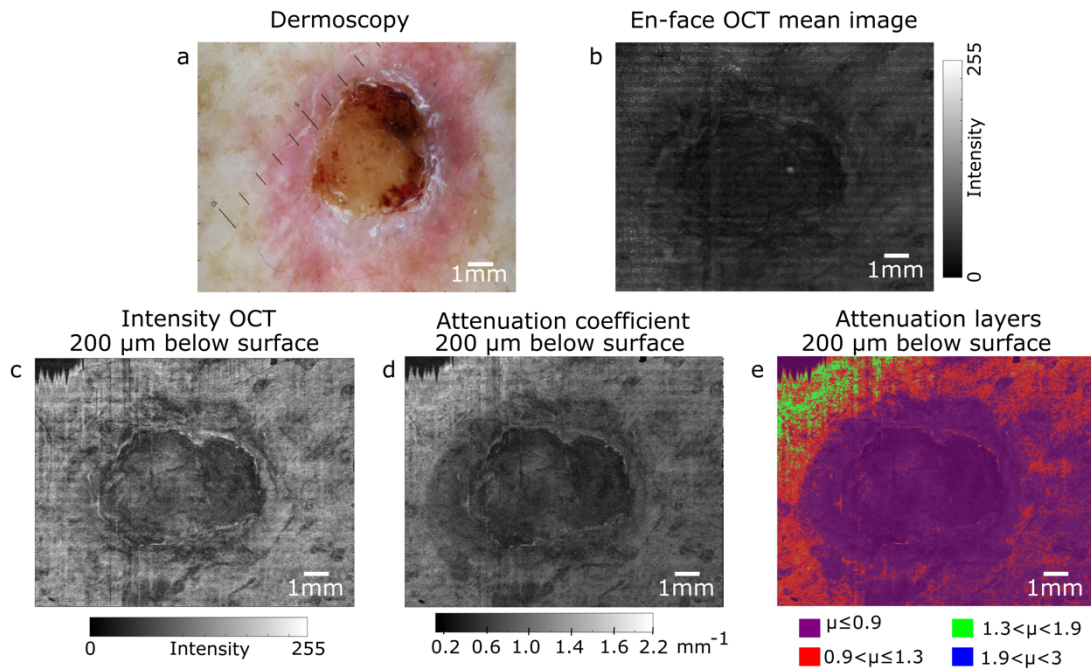 Dermoscopy
En-face OCT mean image
a
b
1mm
1mm
255
Intensity
0
Intensity OCT
200 µm below surface
Attenuation coefficient
200 µm below surface
Attenuation layers
200 µm below surface
c
d
e
1mm
1mm
1mm
0 Intensity 255
0.2 0.6 1.0 1.4 1.8 2.2 mm⁻¹
µ≤0.9
1.3<µ<1.9
0.9<µ≤1.3
1.9<µ<3